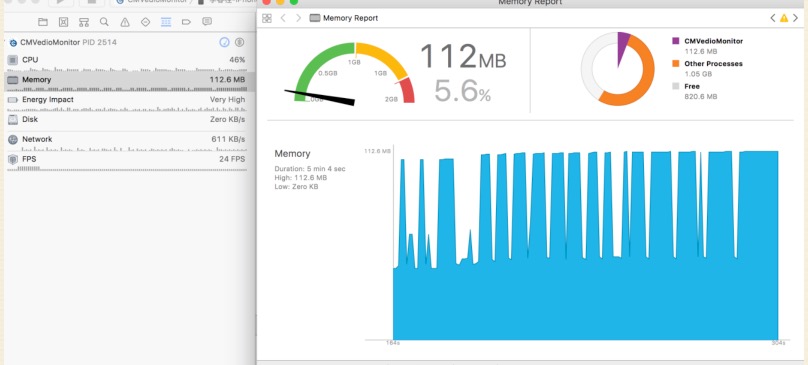 Memory Report
CMVedioMonitor
Memory Report
CMVedioMonitor PID 2514
CPU 46%
Memory 112.6 MB
Energy Impact Very High
Disk Zero KB/s
Network 611 KB/s
FPS 24 FPS
0GB
0.5GB
1GB
1GB
2GB
112MB
5.6%
CMVedioMonitor
112.6 MB
Other Processes
1.05 GB
Free
820.6 MB
Memory
Duration: 5 min 4 sec
High: 112.6 MB
Low: Zero KB
112.6 MB
184s
304s